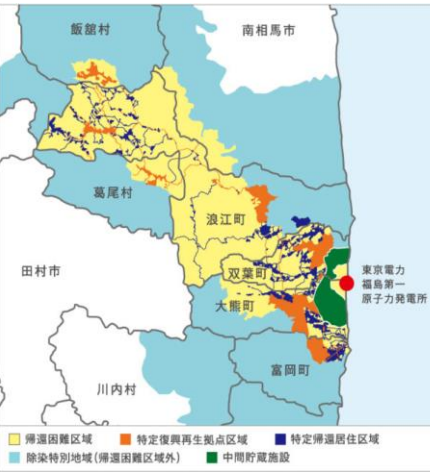 飯舘村
南相馬市
葛尾村
浪江町
田村市
双葉町
東京電力
福島第一
原子力発電所
大熊町
富岡町
川内村
帰還困難区域 特定復興再生拠点区域 特定帰還居住区域
除染特別地域(帰還困難区域外) 中間貯蔵施設